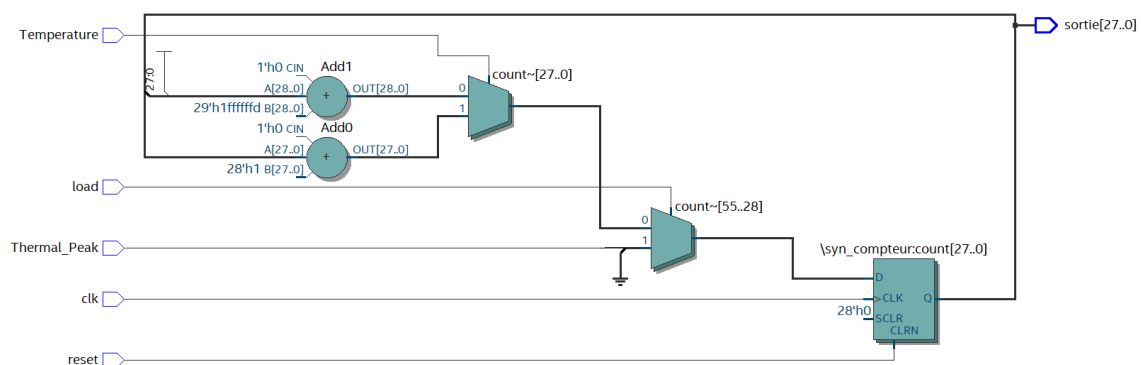 sortie[27..0]
Temperature
27:0
1'h0 CIN
Add1
A[28..0]
OUT[28..0]
29'h1ffffffd B[28..0]
count~[27..0]
0
1
1'h0 CIN
Add0
A[27..0]
OUT[27..0]
28'h1 B[27..0]
load
count~[55..28]
0
1
Thermal_Peak
\syn_compteur:count[27..0]
D
clk
>CLK
Q
28'h0
SCLR
CLRN
reset